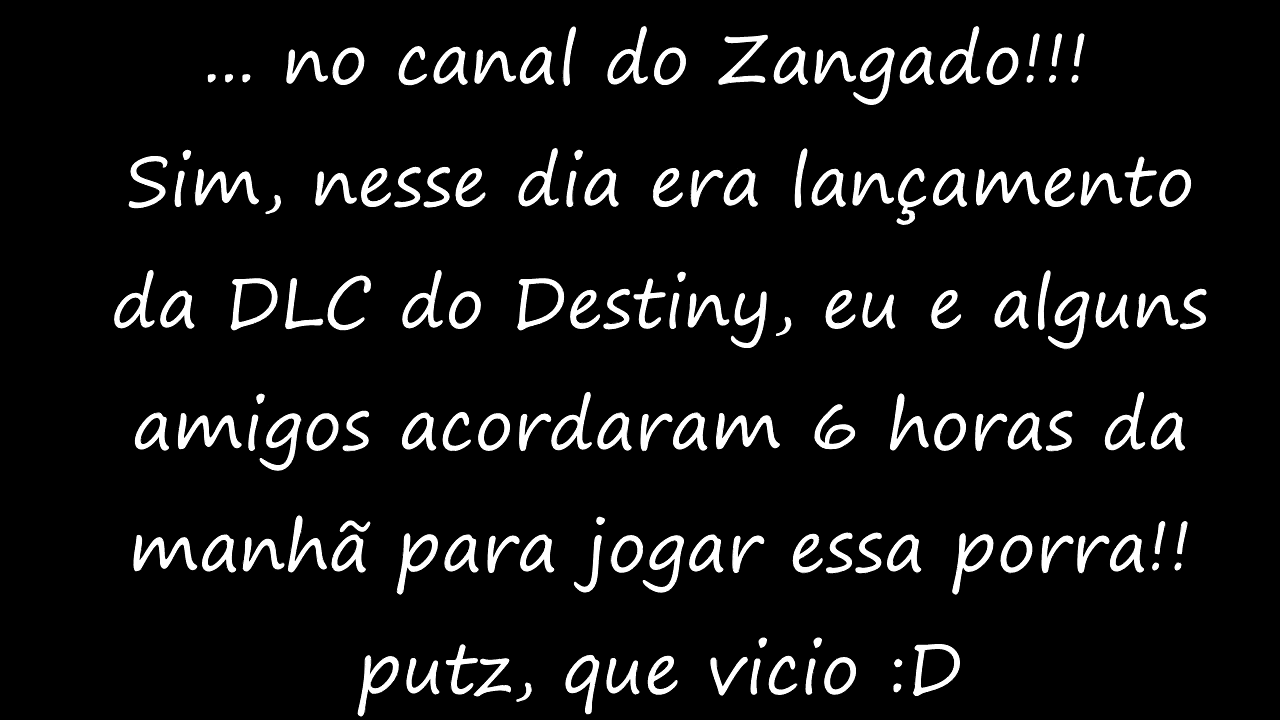 ... no canal do Zangado!!!
Sim, nesse dia era lançamento
da DLC do Destiny, eu e alguns
amigos acordaram 6 horas da
manhã para jogar essa porra!!
putz, que vicio :D